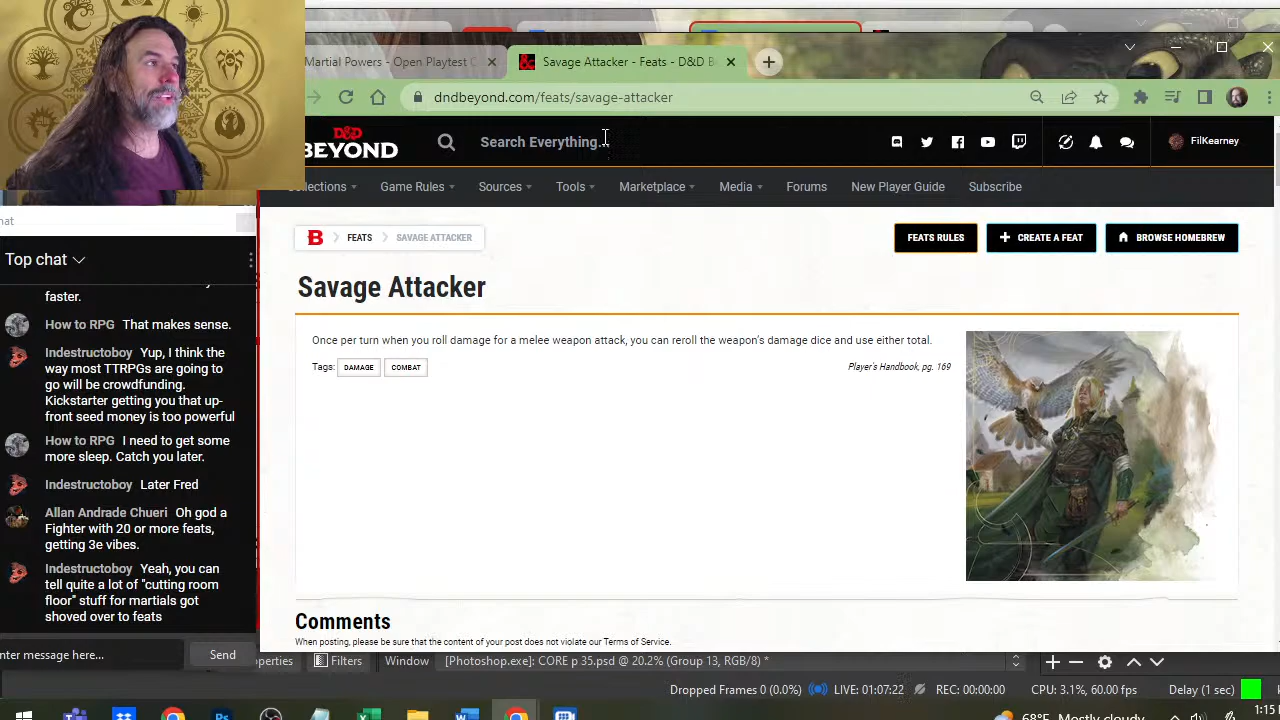 Martial Powers - Open Playtest C
Savage Attacker - Feats - D&D B
dndbeyond.com/feats/savage-attacker
D&D
BEYOND
Search Everything...
FilKearney
Collections
Game Rules
Sources
Tools
Marketplace
Media
Forums
New Player Guide
Subscribe
B
FEATS
SAVAGE ATTACKER
FEATS RULES
CREATE A FEAT
BROWSE HOMEBREW
Savage Attacker
Once per turn when you roll damage for a melee weapon attack, you can reroll the weapon's damage dice and use either total.
Tags: DAMAGE COMBAT
Player's Handbook, pg. 169
Comments
When posting, please be sure that the content of your post does not violate our Terms of Service.
hat
Top chat
faster.
How to RPG That makes sense.
Indestructoboy Yup, I think the
way most TTRPGs are going
to go will be crowdfunding.
Kickstarter getting you that up-
front seed money is too powerful
How to RPG I need to get some
more sleep. Catch you later.
Indestructoboy Later Fred
Allan Andrade Chueri Oh god a
Fighter with 20 or more feats,
getting 3e vibes.
Indestructoboy Yeah, you can
tell quite a lot of "cutting room
floor" stuff for martials got
shoved over to feats
nter message here...
Send
operties
Filters
Window
[Photoshop.exe]: CORE p 35.psd @ 20.2% (Group 13, RGB/8) *
Dropped Frames 0 (0.0%)
LIVE: 01:07:22
REC: 00:00:00
CPU: 3.1%, 60.00 fps
Delay (1 sec)
68°F Mostly cloudy
1:15